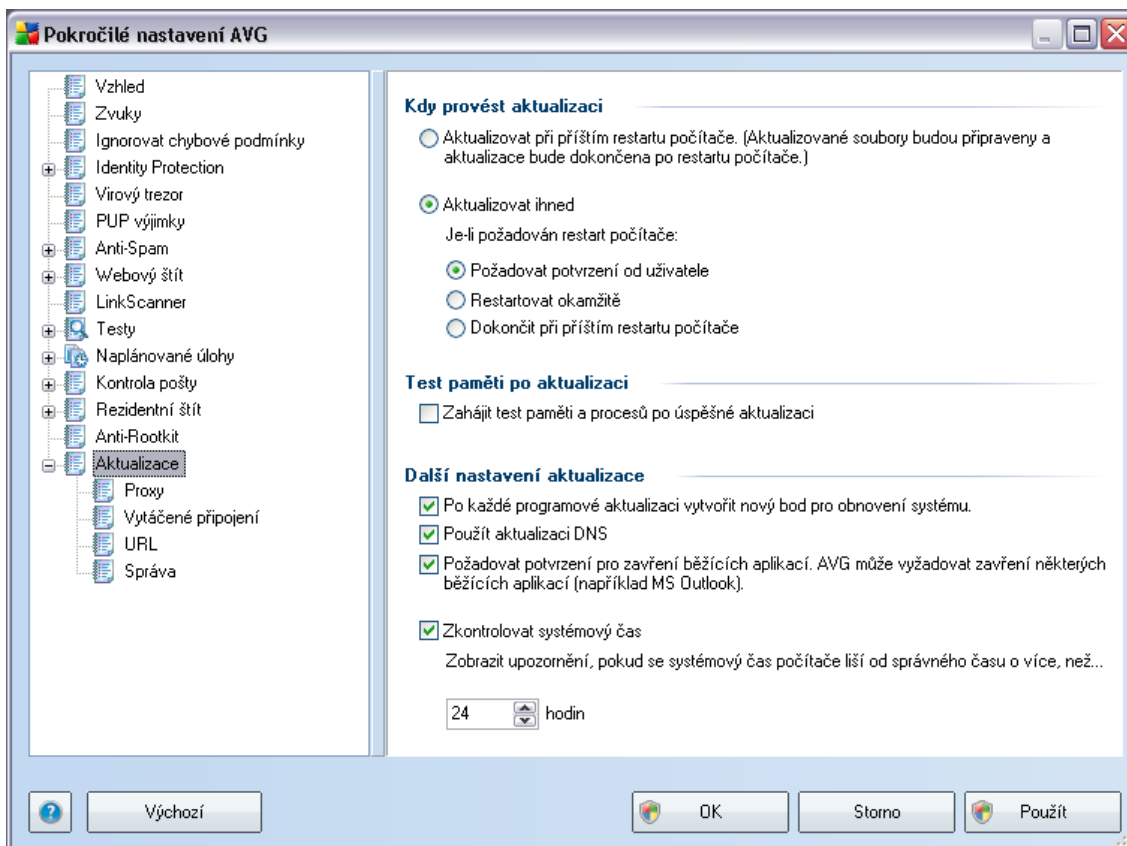 Pokročilé nastavení AVG
Vzhled
Zvuky
Ignorovat chybové podmínky
Identity Protection
Virový trezor
PUP výjimky
Anti-Spam
Webový štít
LinkScanner
Testy
Naplánované úlohy
Kontrola pošty
Rezidentní štít
Anti-Rootkit
Aktualizace
Proxy
Vytáčené připojení
URL
Správa
Kdy provést aktualizaci
Aktualizovat při příštím restartu počítače. (Aktualizované soubory budou připraveny a
aktualizace bude dokončena po restartu počítače.)
Aktualizovat ihned
Je-li požadován restart počítače:
Požadovat potvrzení od uživatele
Restartovat okamžitě
Dokončit při příštím restartu počítače
Test paměti po aktualizaci
Zahájit test paměti a procesů po úspěšné aktualizaci
Další nastavení aktualizace
Po každé programové aktualizaci vytvořit nový bod pro obnovení systému.
Použít aktualizaci DNS
Požadovat potvrzení pro zavření běžících aplikací. AVG může vyžadovat zavření některých
běžících aplikací (například MS Outlook).
Zkontrolovat systémový čas
Zobrazit upozornění, pokud se systémový čas počítače liší od správného času o více, než...
24 hodin
Výchozí
OK
Storno
Použít